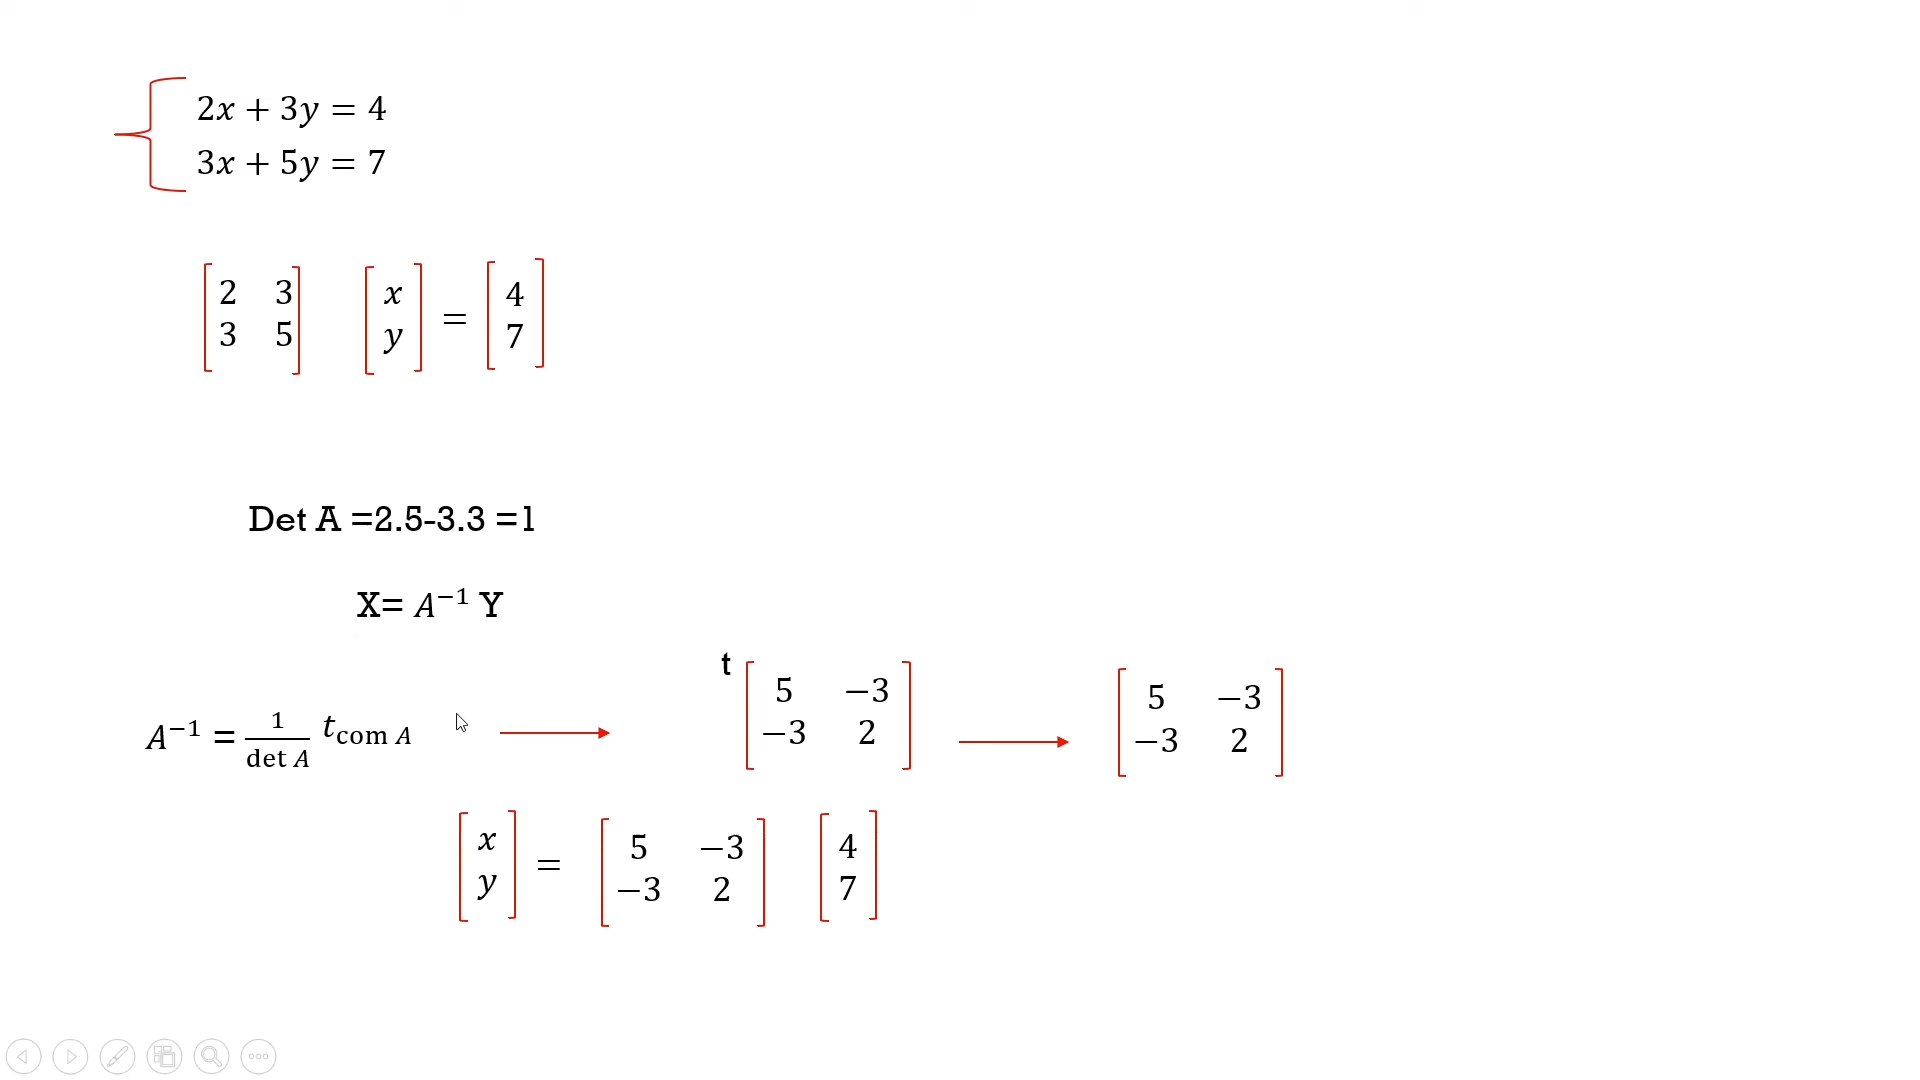 2x + 3y = 4
3x + 5y = 7
2 3 x = 4
3 5 y 7
Det A =2.5-3.3 =1
X= A⁻¹ Y
A⁻¹ = 1/det A t com A t 5 −3 5 −3
−3 2 −3 2
x = 5 −3 4
y −3 2 7